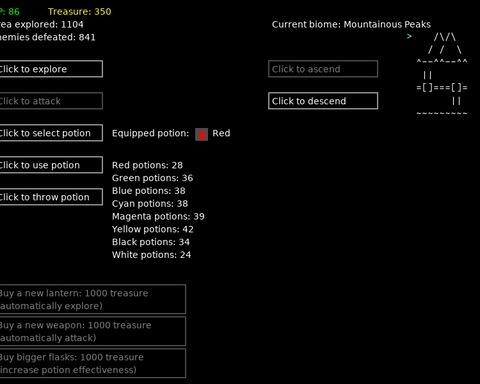 P: 86 Treasure: 350
rea explored: 1104 Current biome: Mountainous Peaks
nemies defeated: 841
Click to explore Click to ascend
Click to attack Click to descend
Click to select potion Equipped potion: Red
Click to use potion Red potions: 28
Green potions: 36
Click to throw potion Blue potions: 38
Cyan potions: 38
Magenta potions: 39
Yellow potions: 42
Black potions: 34
White potions: 24
Buy a new lantern: 1000 treasure
(automatically explore)
Buy a new weapon: 1000 treasure
(automatically attack)
Buy bigger flasks: 1000 treasure
(increase potion effectiveness)